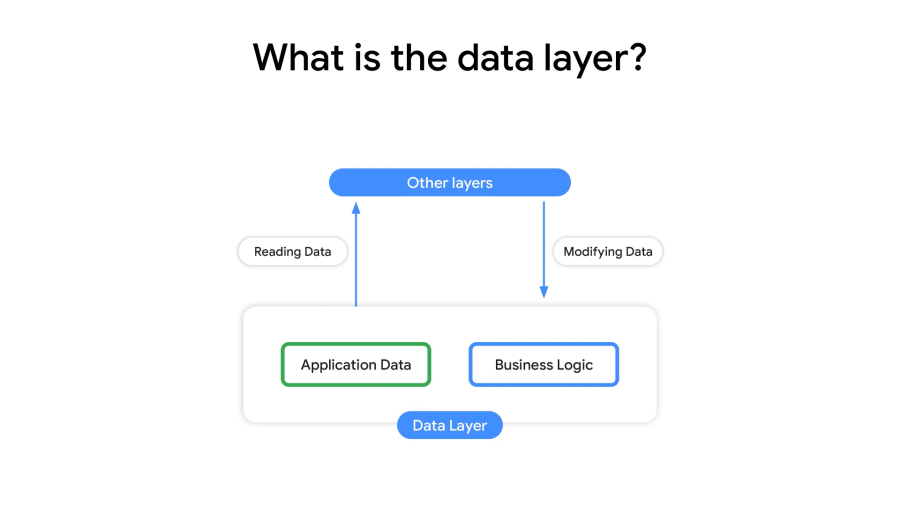 What is the data layer?
Other layers
Reading Data
Modifying Data
Application Data
Business Logic
Data Layer